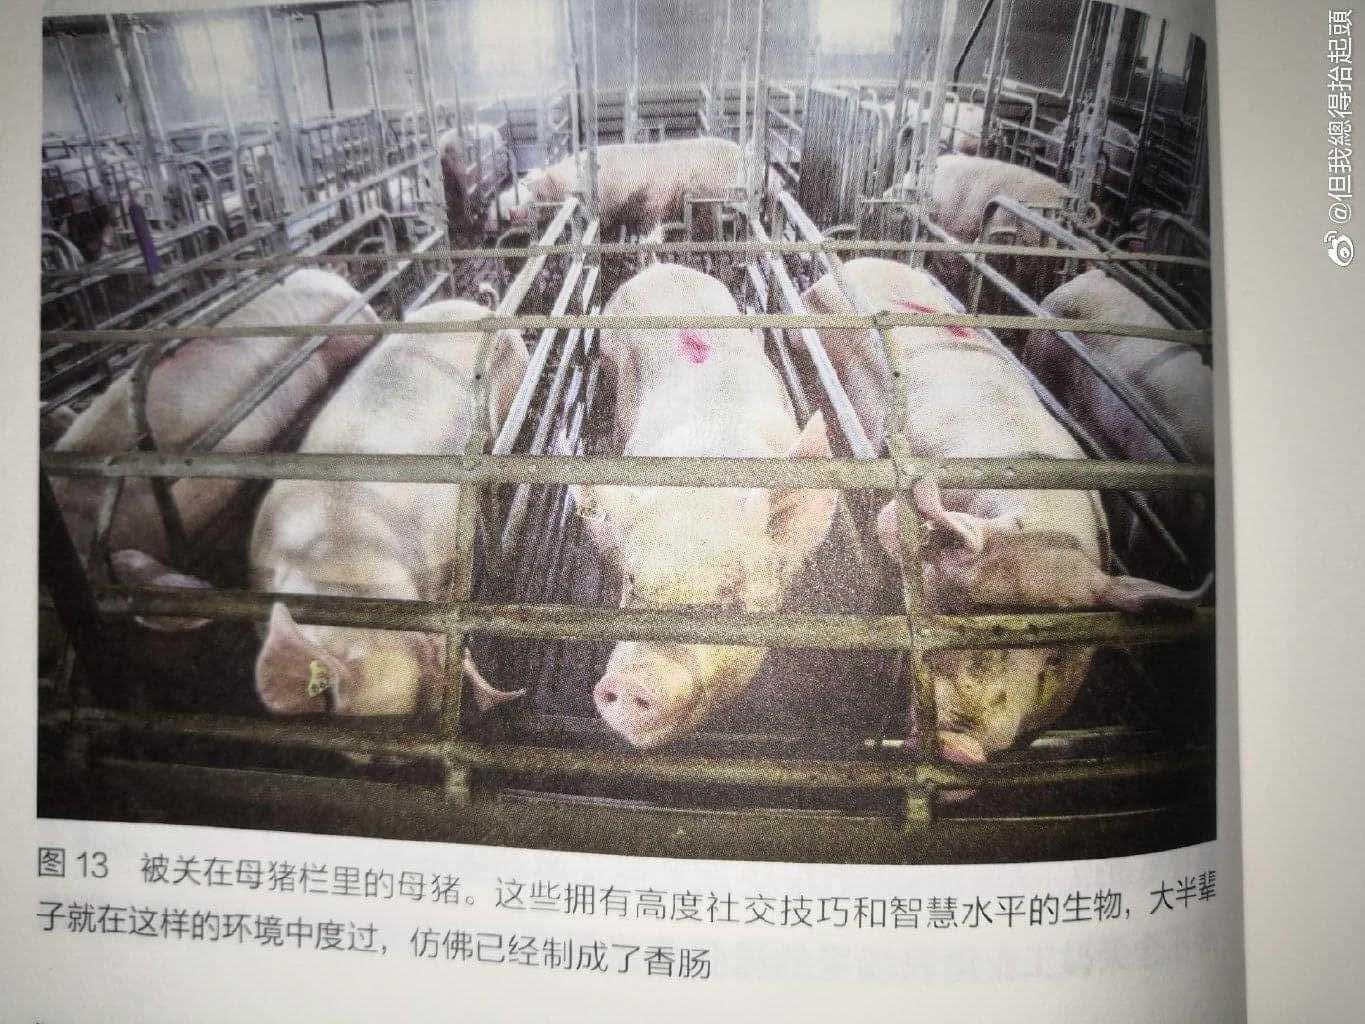 图 13 被关在母猪栏里的母猪。这些拥有高度社交技巧和智慧水平的生物，大半辈
子就在这样的环境中度过，仿佛已经制成了香肠
@但我總得抬起頭